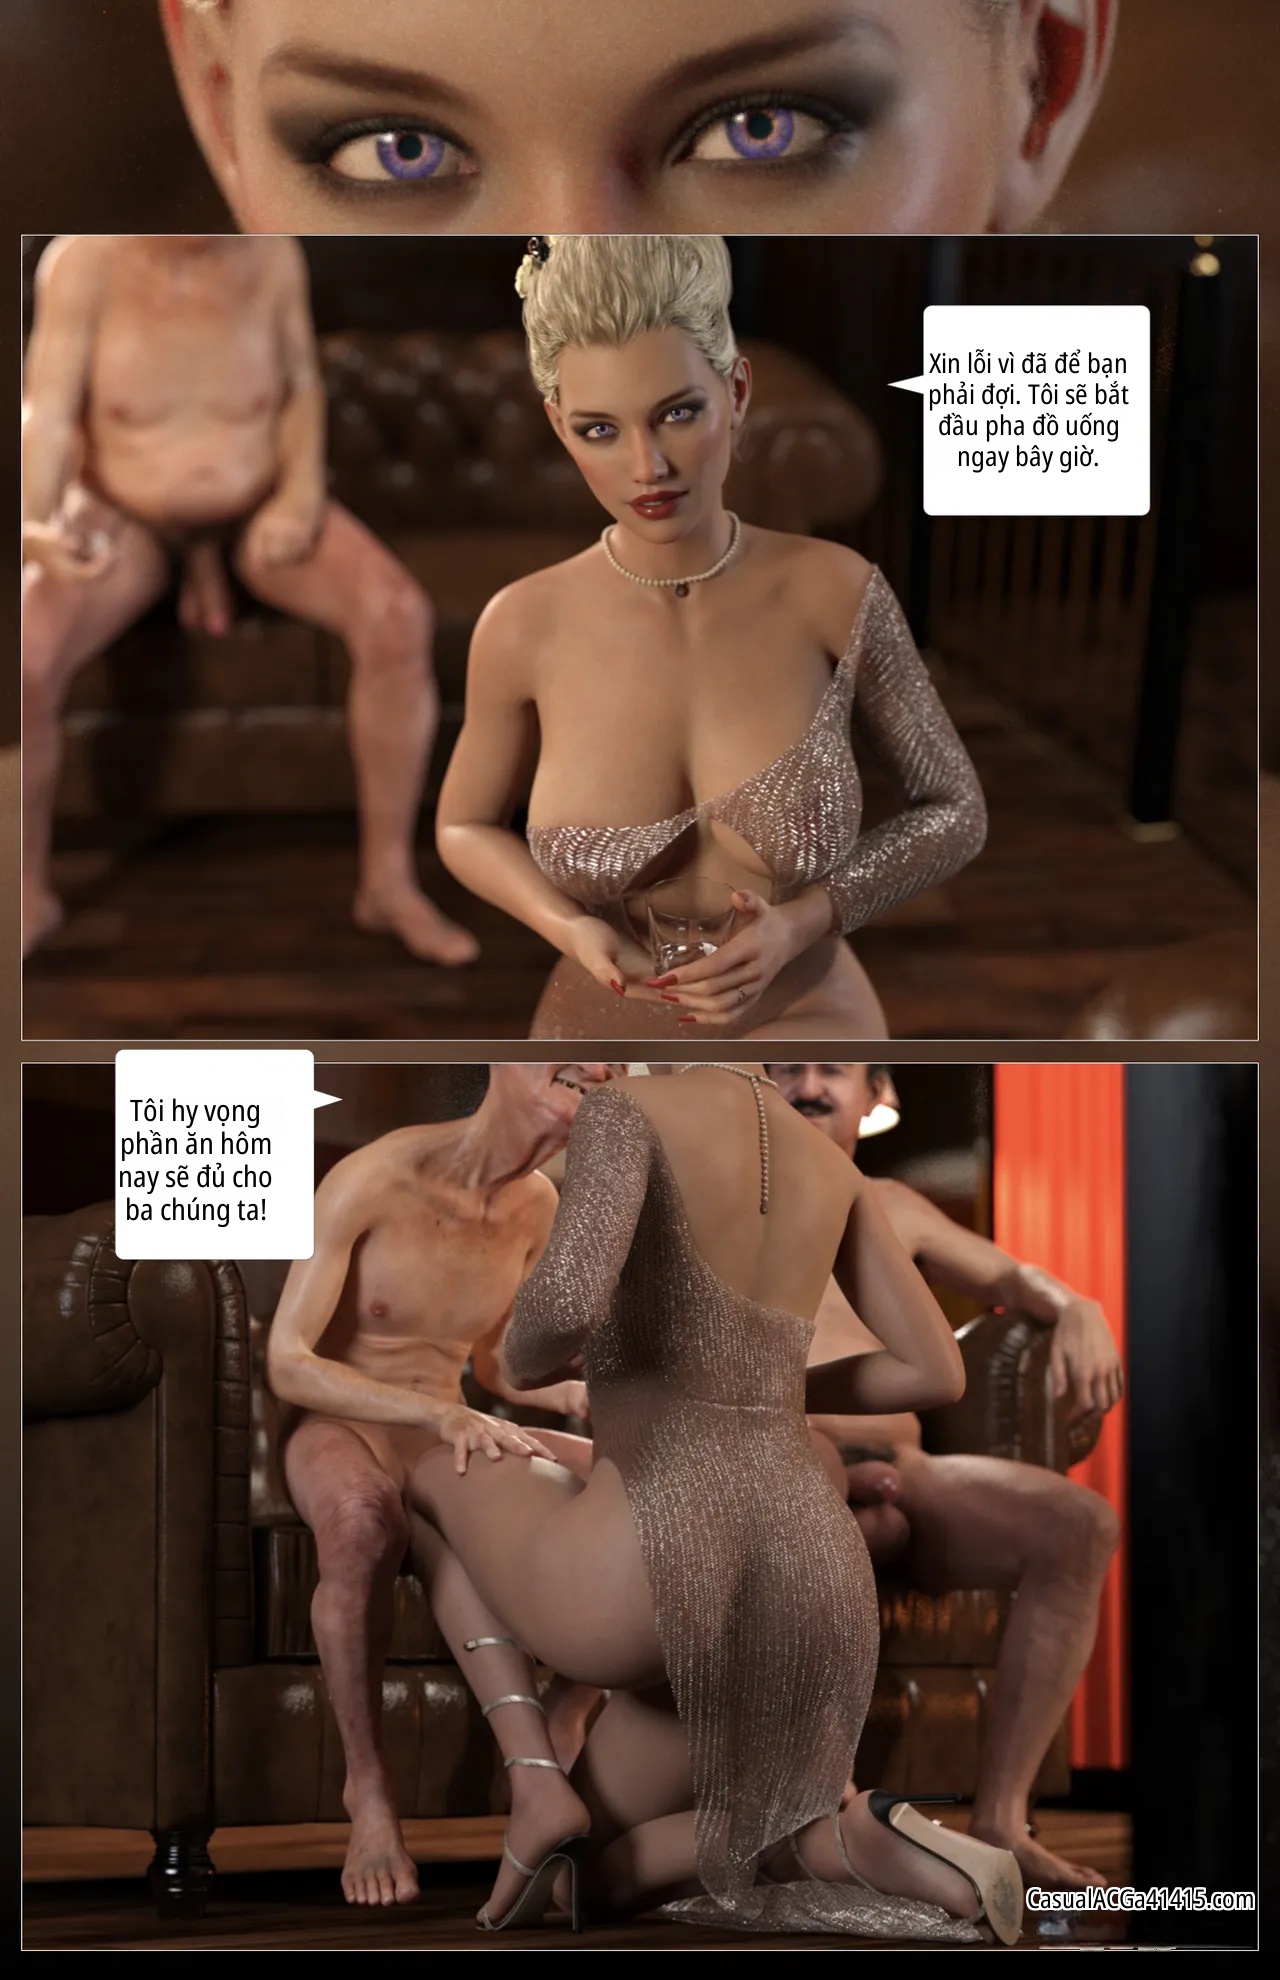 Xin lỗi vì đã để bạn
phải đợi. Tôi sẽ bắt
đầu pha đồ uống
ngay bây giờ.
Tôi hy vọng
phần ăn hôm
nay sẽ đủ cho
ba chúng ta!
CasualACGa41415.com